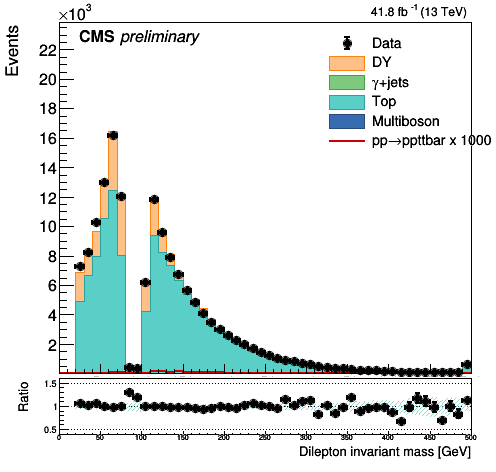 ×10³
41.8 fb⁻¹ (13 TeV)
CMS preliminary
Events
Data
DY
γ+jets
Top
Multiboson
pp→ppttbar x 1000
22
20
18
16
14
12
10
8
6
4
2
Ratio
1.5
1
0.5
0 50 100 150 200 250 300 350 400 450 500
Dilepton invariant mass [GeV]